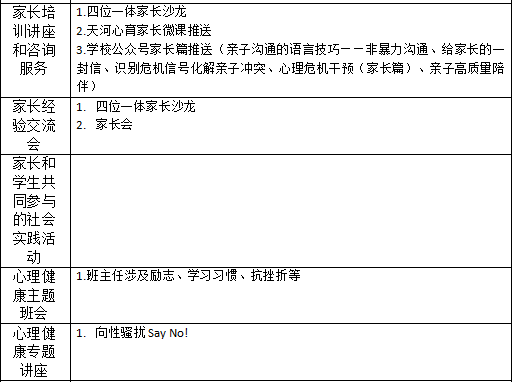 家长培
训讲座
和咨询
服务
1.四位一体家长沙龙
2.天河心育家长微课推送
3.学校公众号家长篇推送（亲子沟通的语言技巧——非暴力沟通、给家长的一
封信、识别危机信号化解亲子冲突、心理危机干预（家长篇）、亲子高质量陪
伴）
家长经
验交流
会
1. 四位一体家长沙龙
2. 家长会
家长和
学生共
同参与
的社会
实践活
动
心理健
康主题
班会
1.班主任涉及励志、学习习惯、抗挫折等
心理健
康专题
讲座
1. 向性骚扰 Say No!